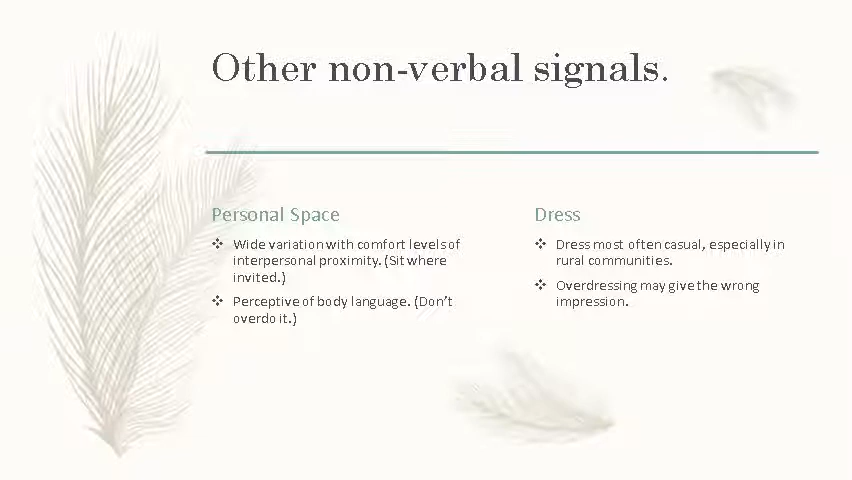 Other non-verbal signals.
Personal Space
❖ Wide variation with comfort levels of
interpersonal proximity. (Sit where
invited.)
❖ Perceptive of body language. (Don't
overdo it.)
Dress
❖ Dress most often casual, especially in
rural communities.
❖ Overdressing may give the wrong
impression.